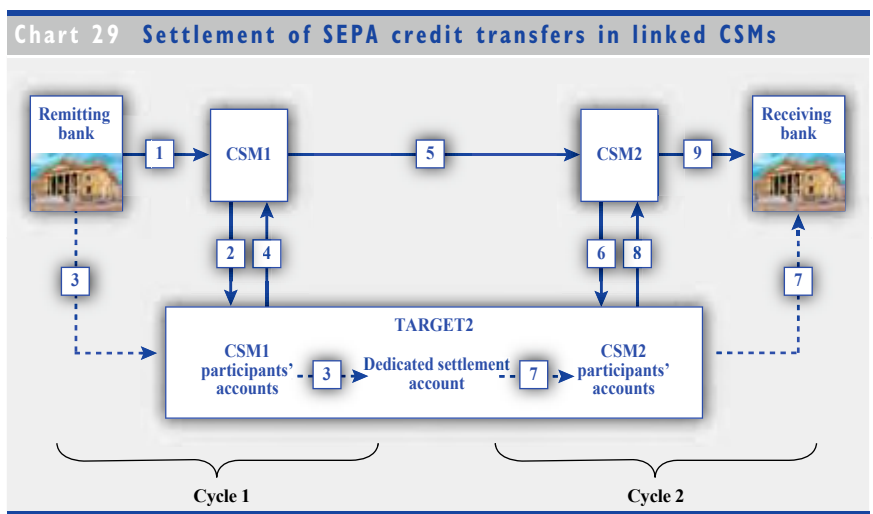 Chart 29 Settlement of SEPA credit transfers in linked CSMs
Remitting
bank
Receiving
bank
1
CSM1
5
CSM2
9
2
4
6
8
3
7
TARGET2
CSM1
participants'
accounts
3
Dedicated settlement
account
7
CSM2
participants'
accounts
Cycle 1
Cycle 2